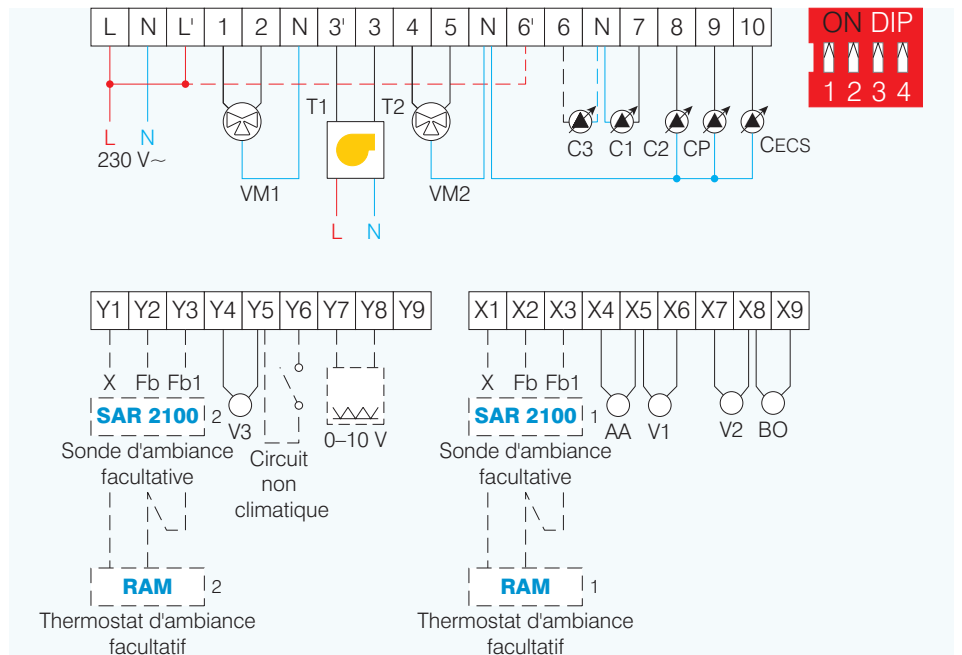 L N L' 1 2 N 3' 3 4 5 N 6' 6 N 7 8 9 10
ON DIP
1 2 3 4
T1 T2
L N
230 V~
C3 C1 C2 CP CECS
VM1 VM2
L N
Y1 Y2 Y3 Y4 Y5 Y6 Y7 Y8 Y9
X1 X2 X3 X4 X5 X6 X7 X8 X9
X Fb Fb1
SAR 2100 2
V3
0–10 V
Sonde d'ambiance
facultative
Circuit
non
climatique
RAM 2
Thermostat d'ambiance
facultatif
X Fb Fb1
SAR 2100 1
AA V1 V2 BO
Sonde d'ambiance
facultative
RAM 1
Thermostat d'ambiance
facultatif